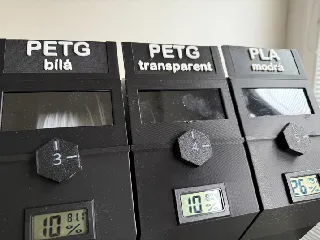 PETG
bílá
PETG
transparent
PLA
modrá
3
4
10%
10%
26%